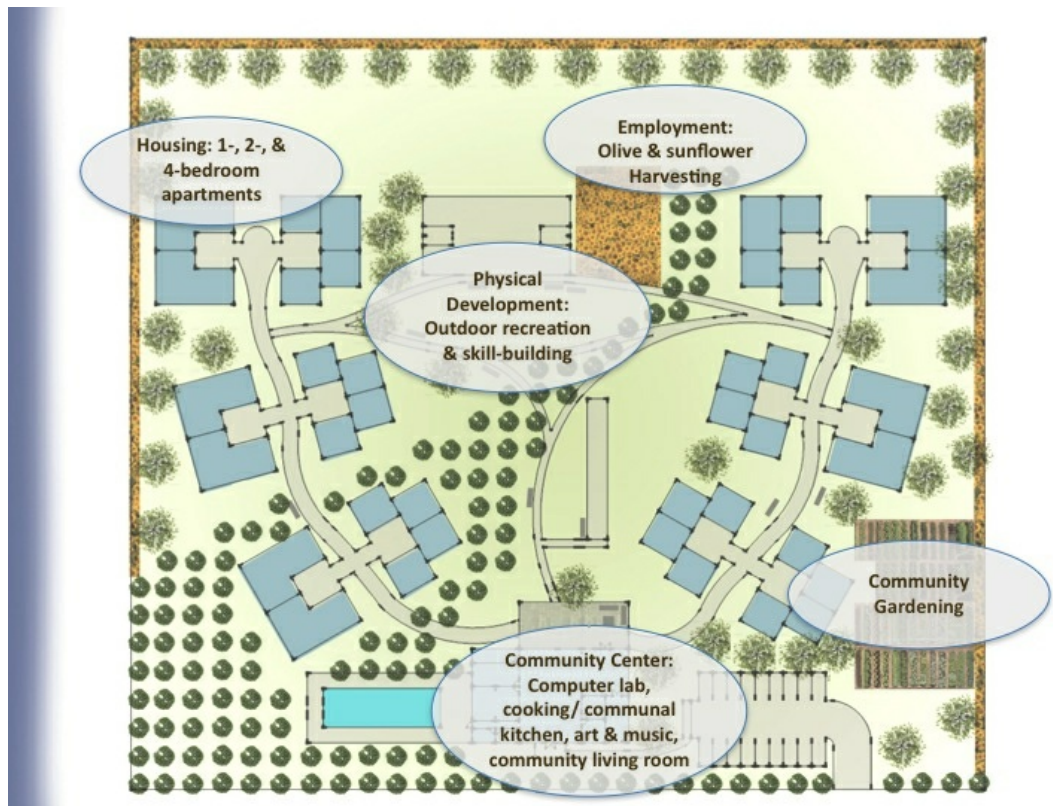 Housing: 1-, 2-, &
4-bedroom
apartments
Employment:
Olive & sunflower
Harvesting
Physical
Development:
Outdoor recreation
& skill-building
Community
Gardening
Community Center:
Computer lab,
cooking/ communal
kitchen, art & music,
community living room